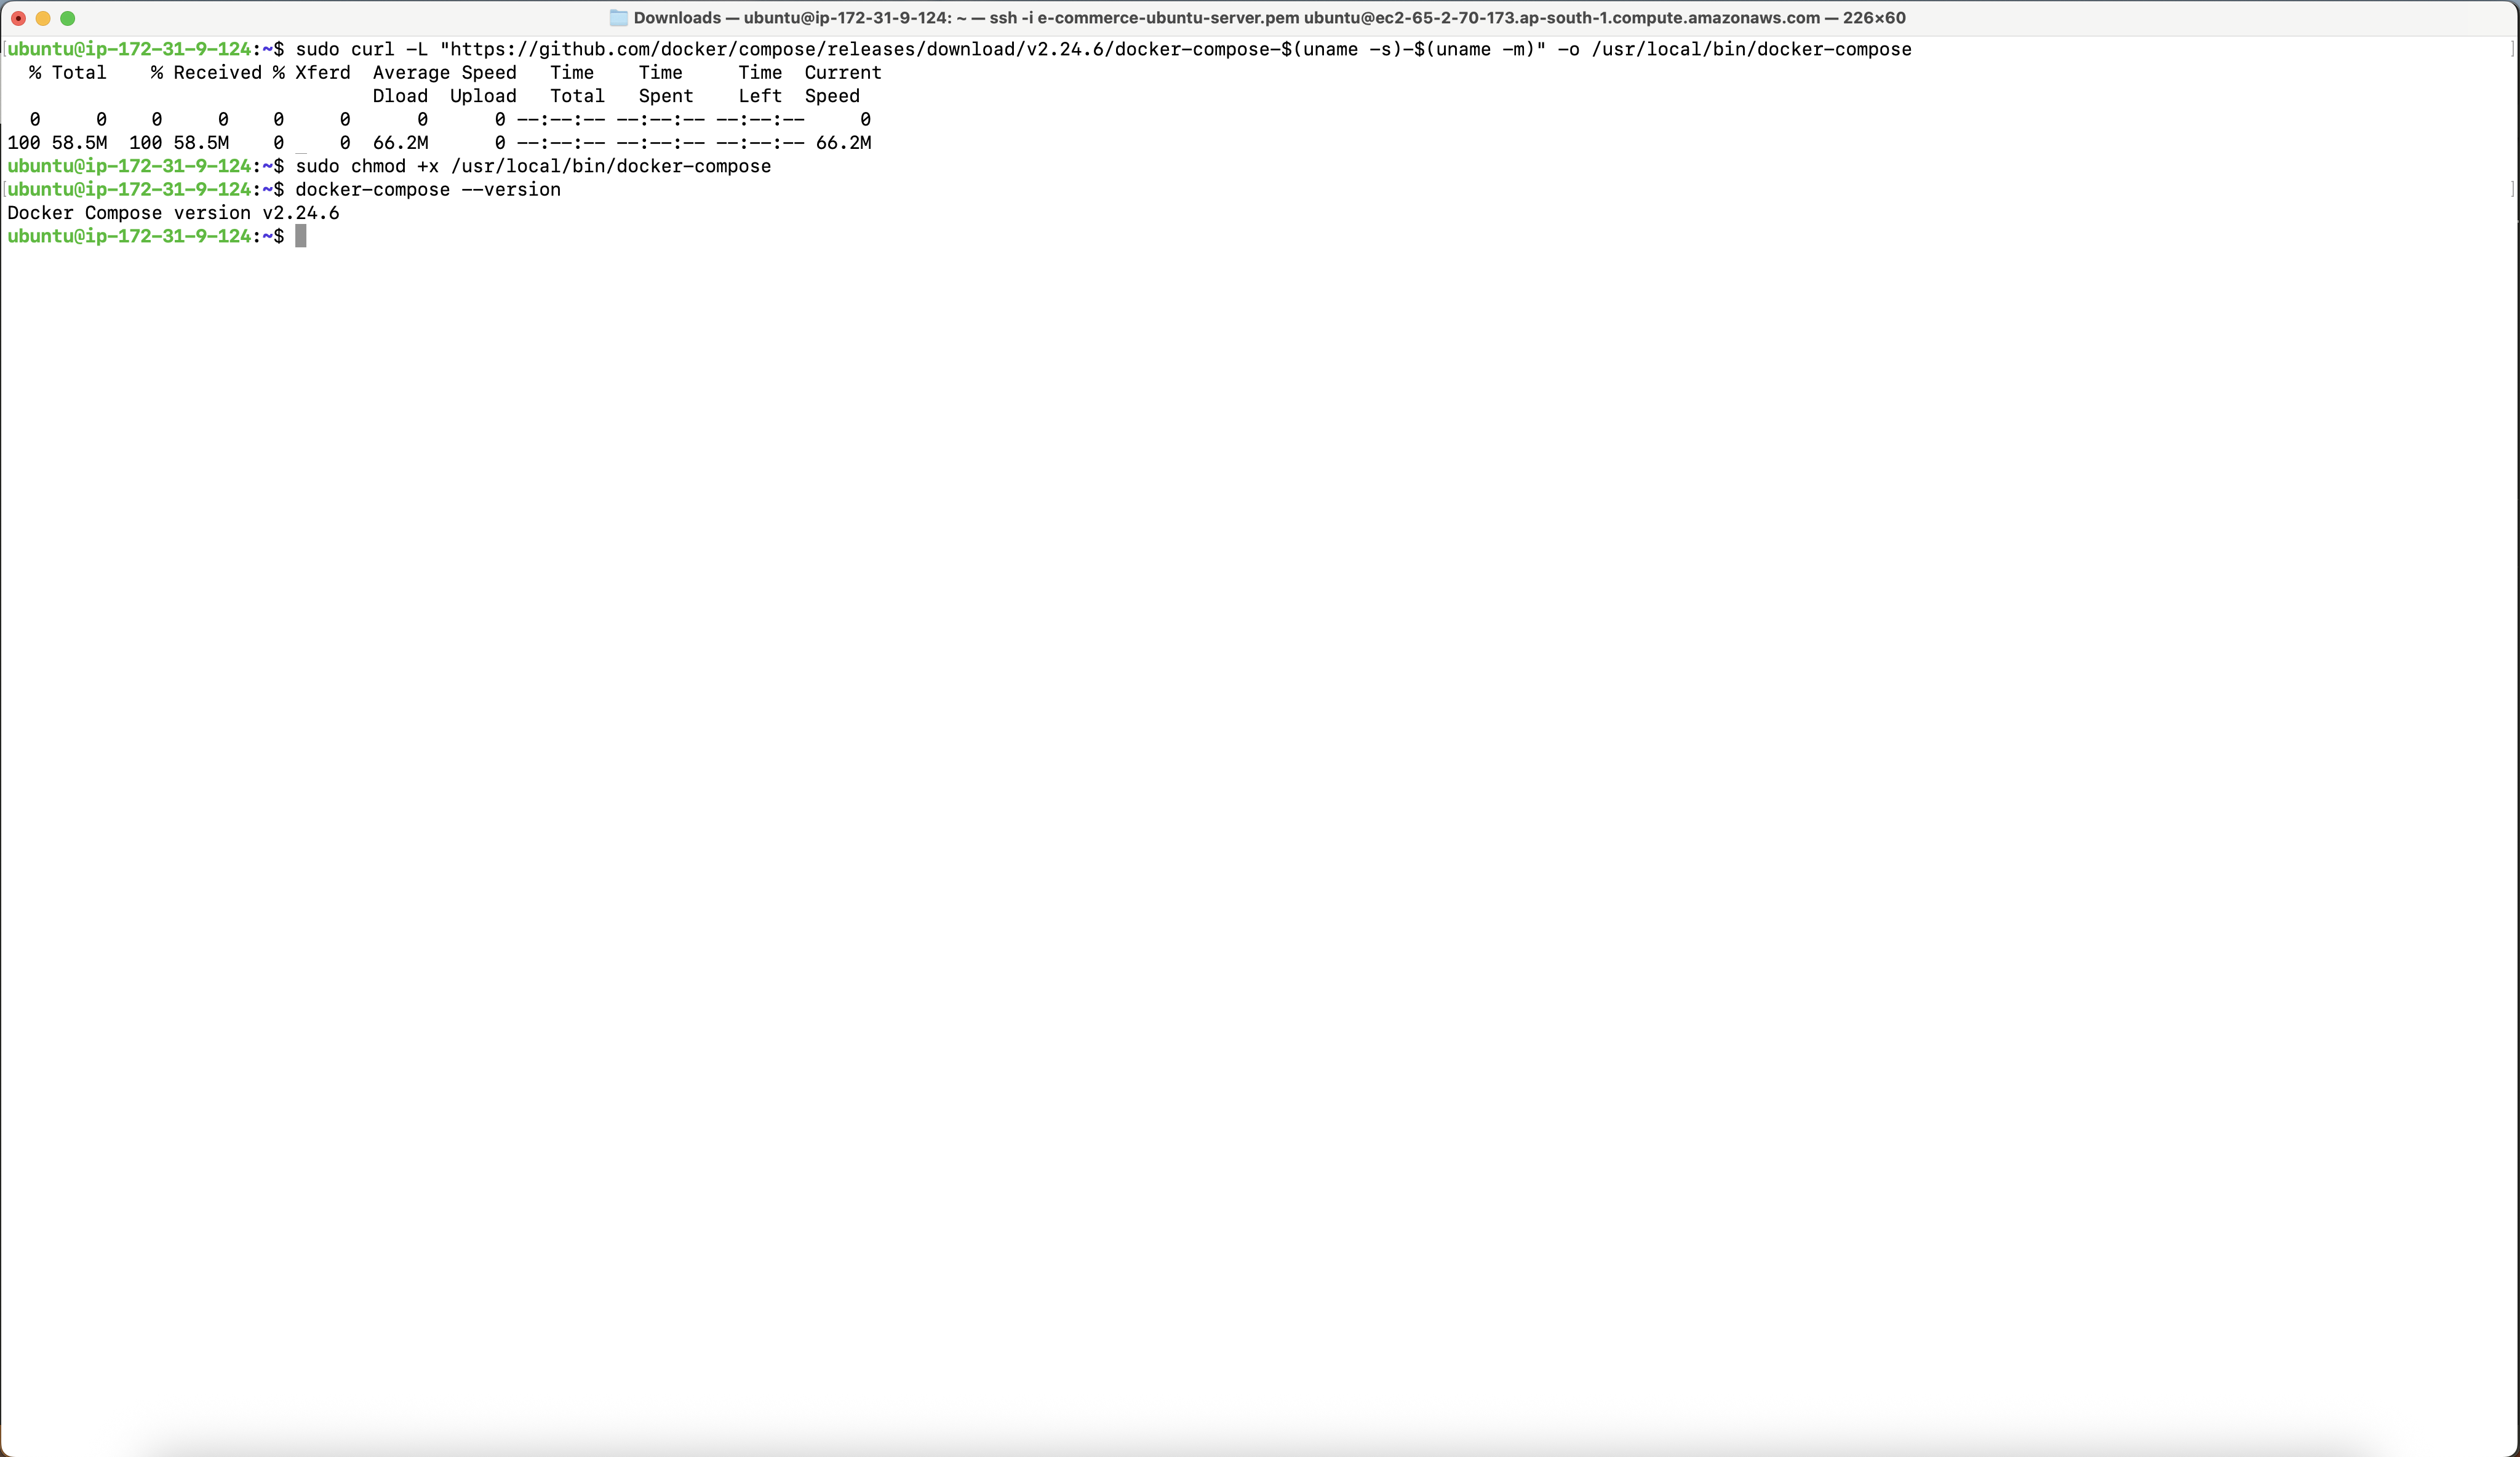 Downloads — ubuntu@ip-172-31-9-124: ~ — ssh -i e-commerce-ubuntu-server.pem ubuntu@ec2-65-2-70-173.ap-south-1.compute.amazonaws.com — 226×60
ubuntu@ip-172-31-9-124:~$ sudo curl -L "https://github.com/docker/compose/releases/download/v2.24.6/docker-compose-$(uname -s)-$(uname -m)" -o /usr/local/bin/docker-compose
  % Total    % Received % Xferd  Average Speed   Time    Time     Time  Current
                                 Dload  Upload   Total   Spent    Left  Speed
  0     0    0     0    0     0      0      0 --:--:-- --:--:-- --:--:--     0
100 58.5M  100 58.5M    0     0  66.2M      0 --:--:-- --:--:-- --:--:-- 66.2M
ubuntu@ip-172-31-9-124:~$ sudo chmod +x /usr/local/bin/docker-compose
ubuntu@ip-172-31-9-124:~$ docker-compose --version
Docker Compose version v2.24.6
ubuntu@ip-172-31-9-124:~$